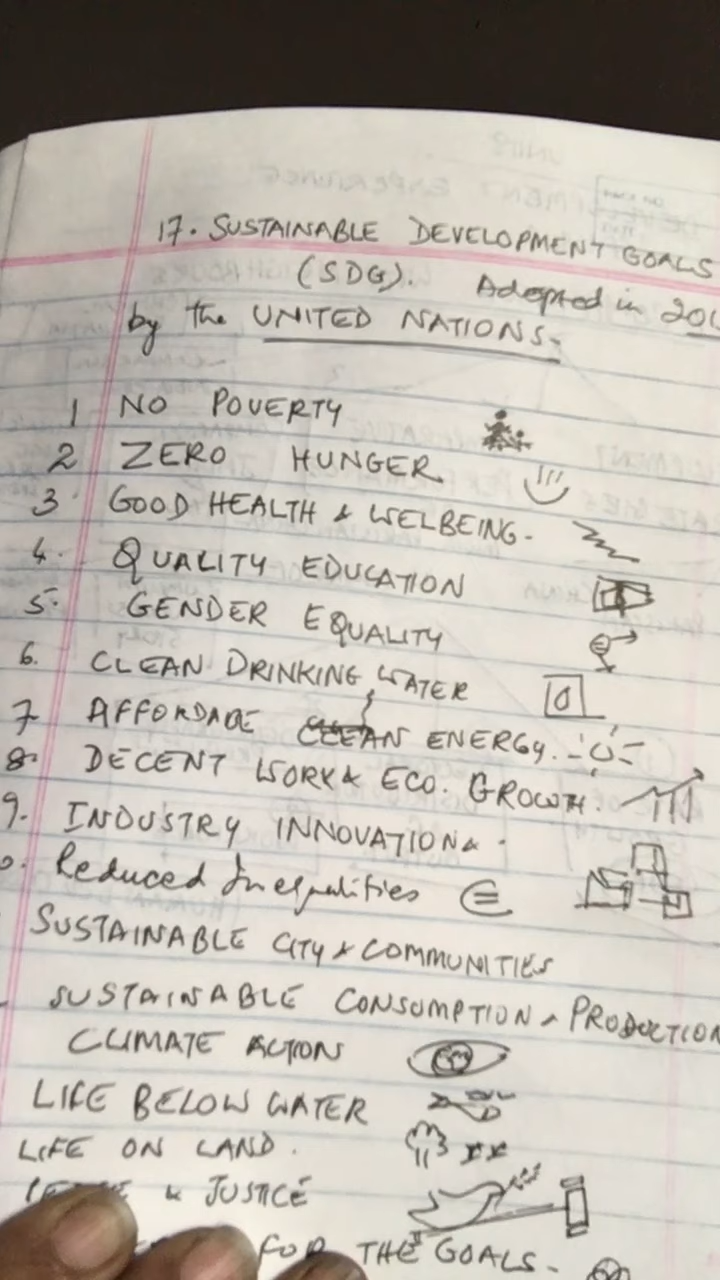 17. SUSTAINABLE DEVELOPMENT GOALS
(SDG). Adopted in
by the UNITED NATIONS.
1 NO POVERTY
2 ZERO HUNGER
3 GOOD HEALTH & WELBEING.
4. QUALITY EDUCATION
5. GENDER EQUALITY
6. CLEAN DRINKING WATER
7 AFFORDABE CLEAN ENERGY.
8. DECENT WORK & ECO. GROWTH.
9. INDUSTRY INNOVATION & .
0. Reduced Inequalities
SUSTAINABLE CITY & COMMUNITIES
SUSTAINABLE CONSUMPTION & PRODUCTION
CLIMATE ACTION
LIFE BELOW WATER
LIFE ON LAND.
& JUSTICE
FOR THE GOALS.